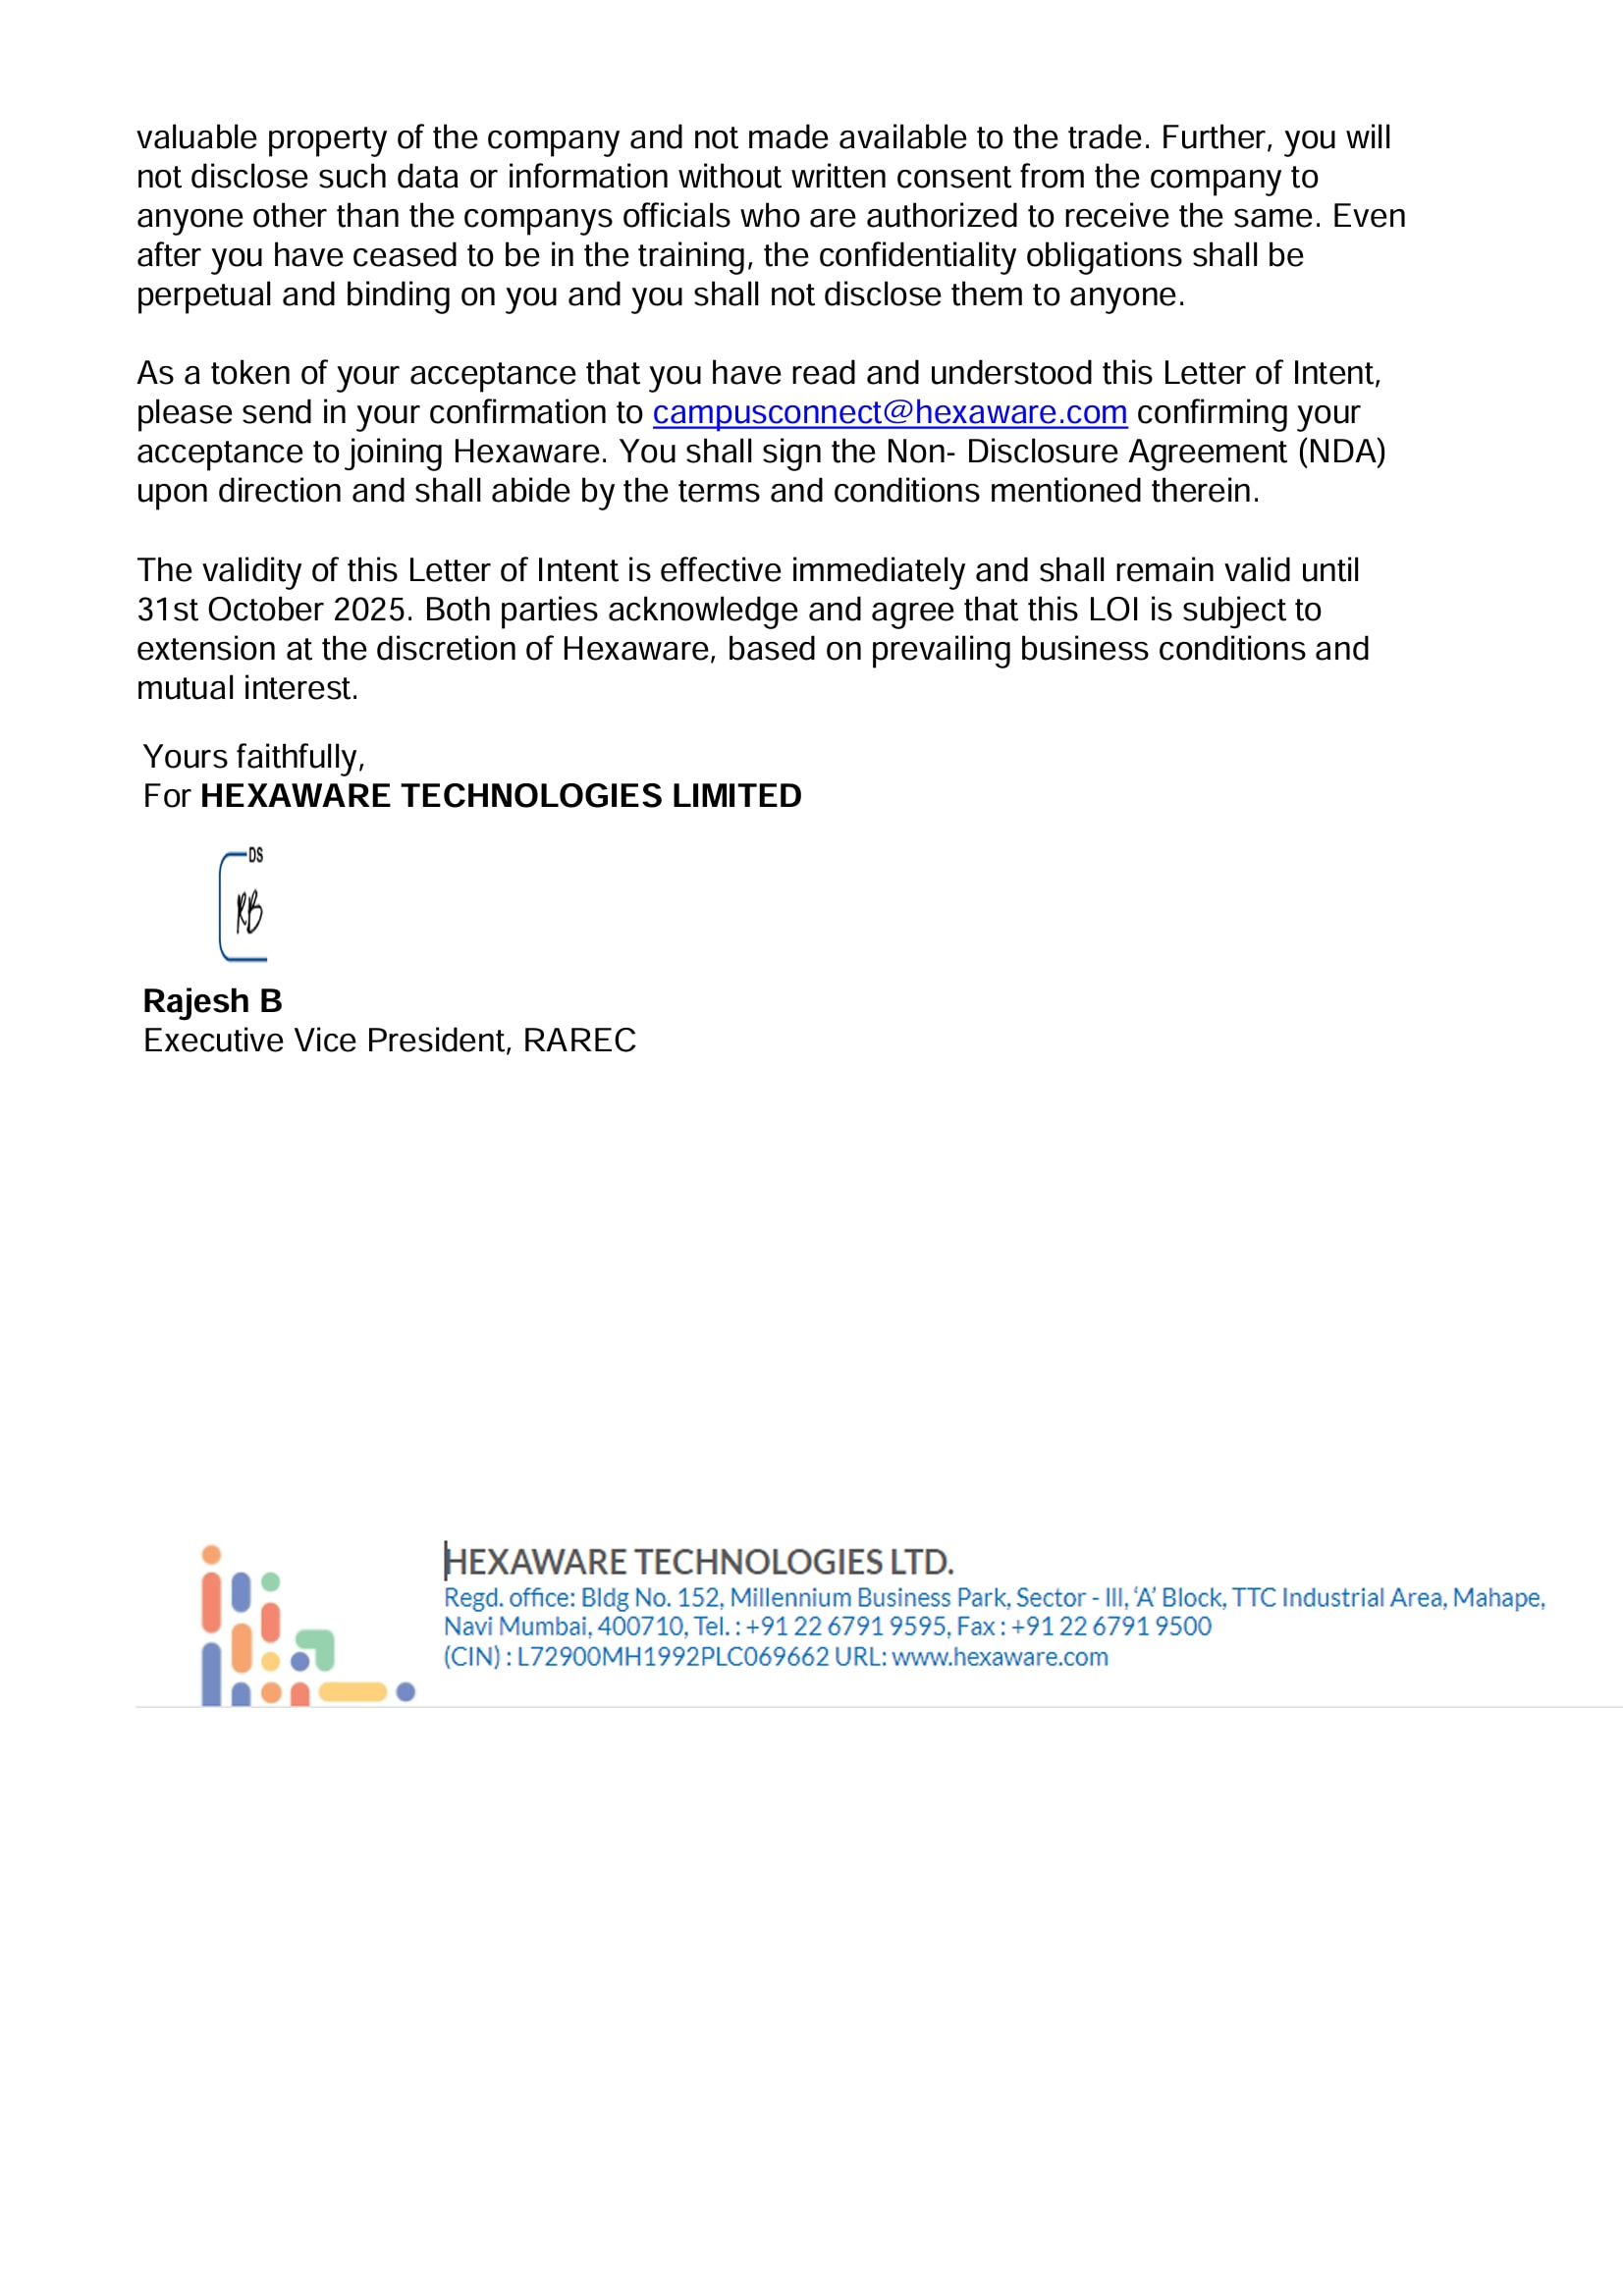 valuable property of the company and not made available to the trade. Further, you will
not disclose such data or information without written consent from the company to
anyone other than the companys officials who are authorized to receive the same. Even
after you have ceased to be in the training, the confidentiality obligations shall be
perpetual and binding on you and you shall not disclose them to anyone.
As a token of your acceptance that you have read and understood this Letter of Intent,
please send in your confirmation to campusconnect@hexaware.com confirming your
acceptance to joining Hexaware. You shall sign the Non- Disclosure Agreement (NDA)
upon direction and shall abide by the terms and conditions mentioned therein.
The validity of this Letter of Intent is effective immediately and shall remain valid until
31st October 2025. Both parties acknowledge and agree that this LOI is subject to
extension at the discretion of Hexaware, based on prevailing business conditions and
mutual interest.
Yours faithfully,
For HEXAWARE TECHNOLOGIES LIMITED
DS
RB
Rajesh B
Executive Vice President, RAREC
HEXAWARE TECHNOLOGIES LTD.
Regd. office: Bldg No. 152, Millennium Business Park, Sector - III, ‘A’ Block, TTC Industrial Area, Mahape,
Navi Mumbai, 400710, Tel. : +91 22 6791 9595, Fax : +91 22 6791 9500
(CIN) : L72900MH1992PLC069662 URL: www.hexaware.com